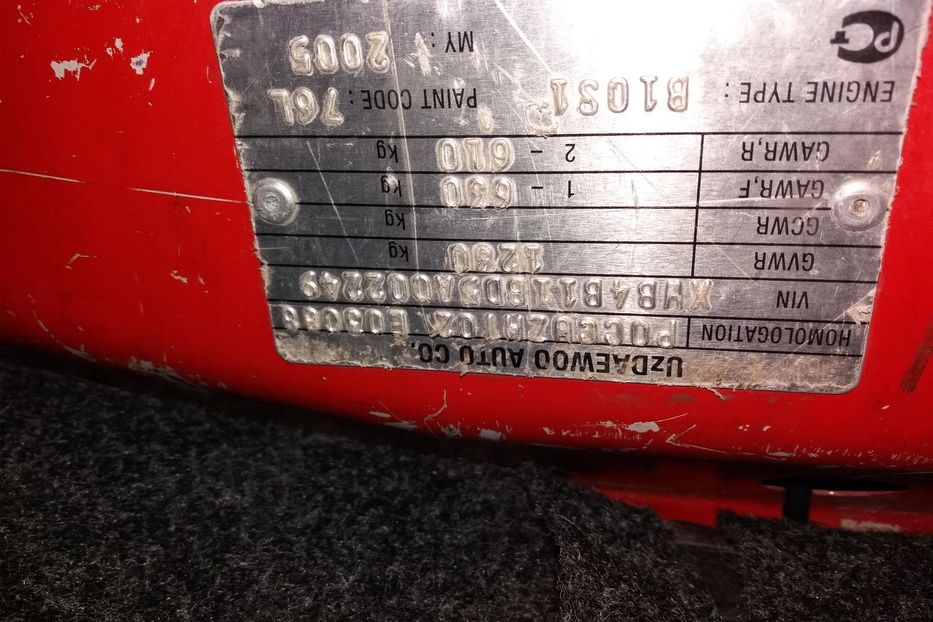 UzDAEWOO AUTO CO.
HOMOLOGATION
VIN XWB4B11BD5A002249
GVWR 1260 kg
GCWR kg
GAWR,F 1 - 630 kg
GAWR,R 2 - 610 kg
ENGINE TYPE : B10S1 PAINT CODE : 76L
MY : 2005